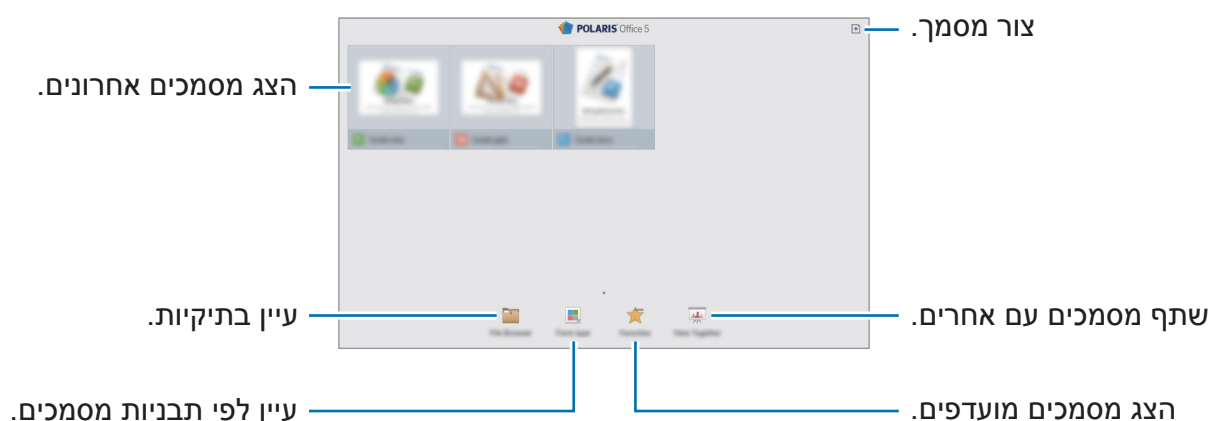 POLARIS Office 5
צור מסמך.
הצג מסמכים אחרונים.
עיין בתיקיות.
שתף מסמכים עם אחרים.
עיין לפי תבניות מסמכים.
הצג מסמכים מועדפים.